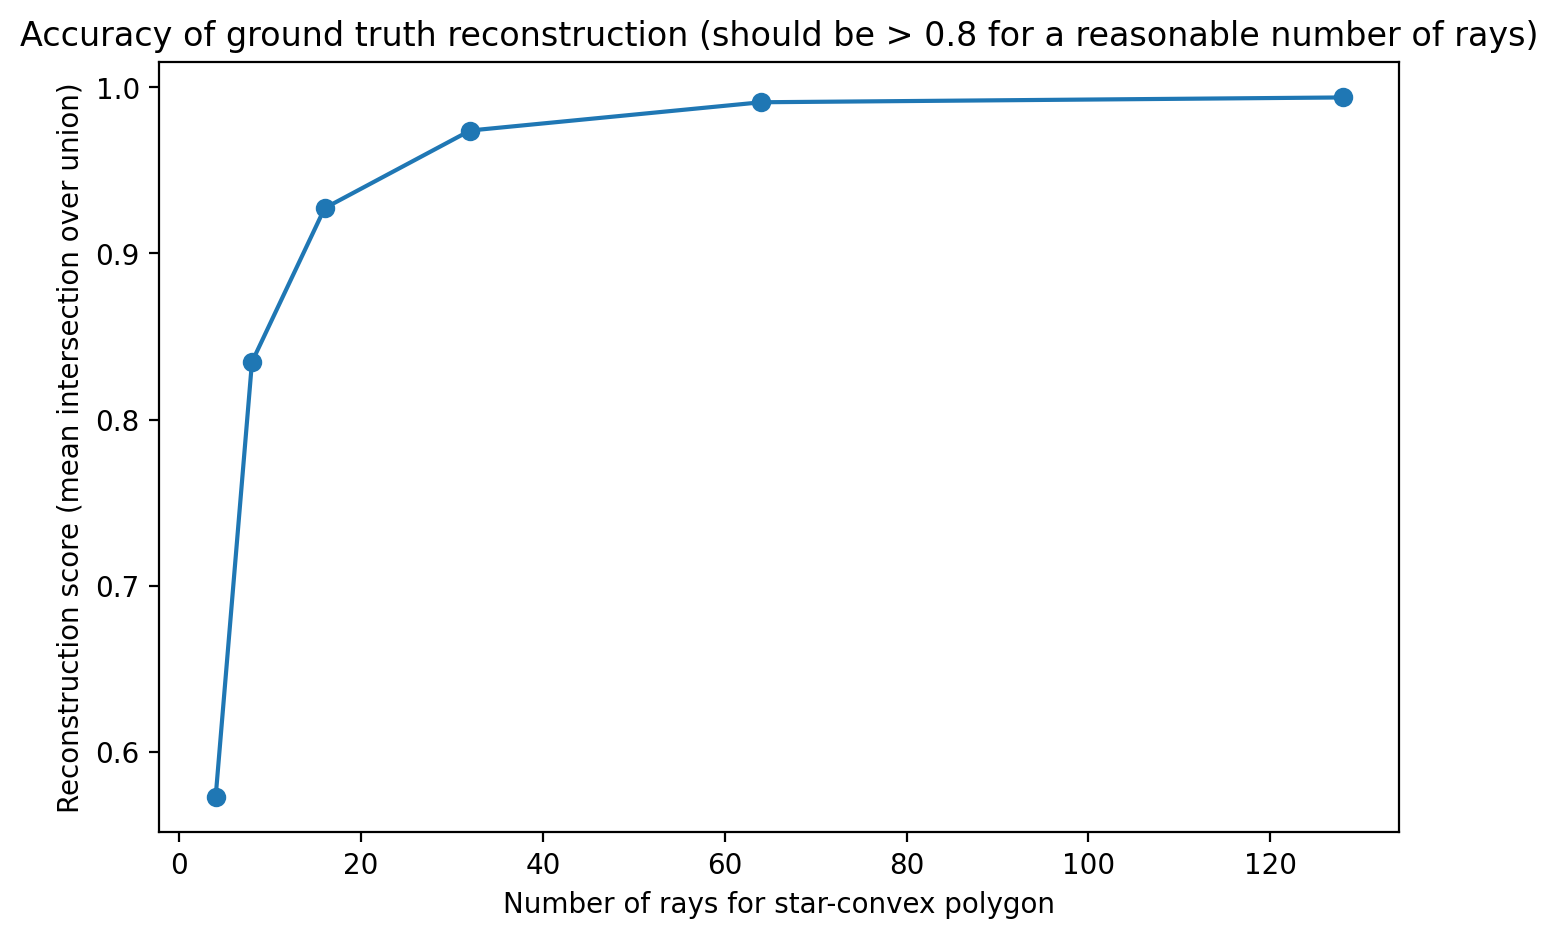 Accuracy of ground truth reconstruction (should be > 0.8 for a reasonable number of rays)
Reconstruction score (mean intersection over union)
1.0
0.9
0.8
0.7
0.6
0 20 40 60 80 100 120
Number of rays for star-convex polygon